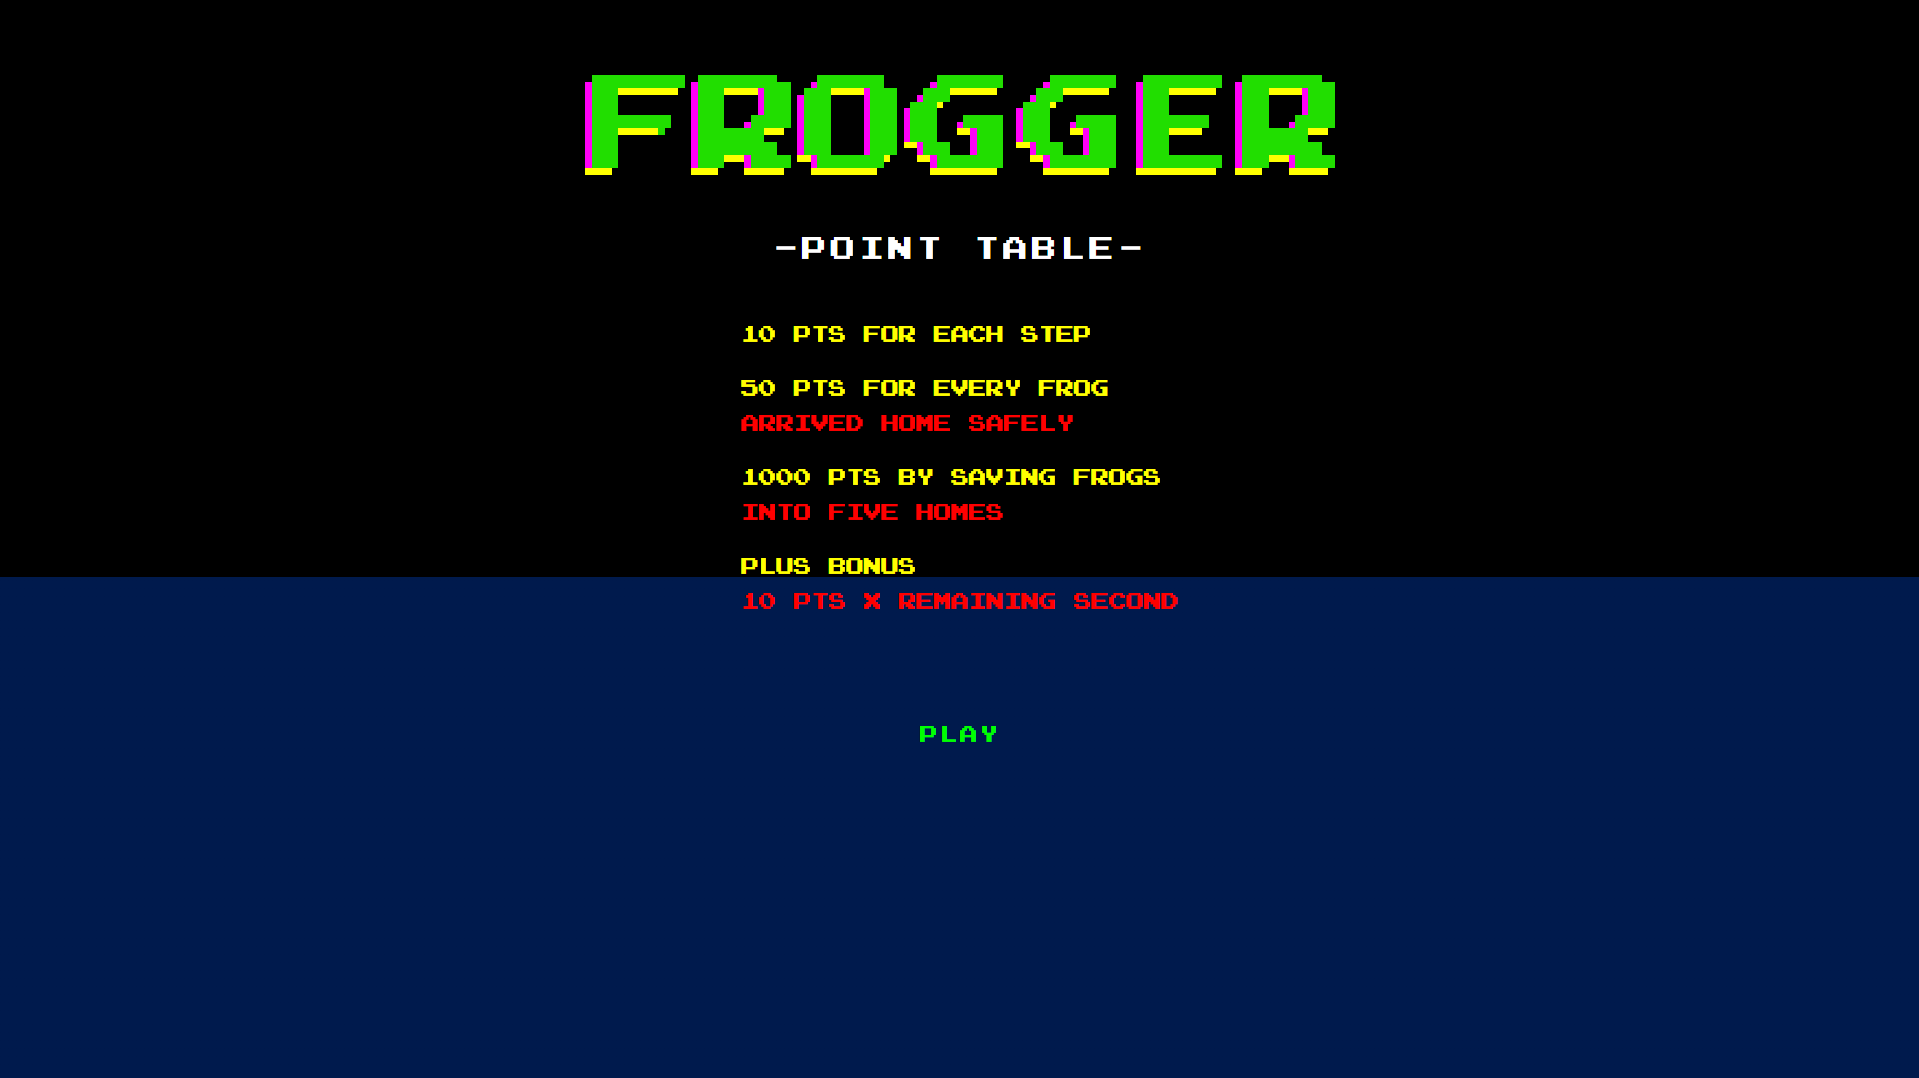 FROGGER
-POINT TABLE-
10 PTS FOR EACH STEP
50 PTS FOR EVERY FROG
ARRIVED HOME SAFELY
1000 PTS BY SAVING FROGS
INTO FIVE HOMES
PLUS BONUS
10 PTS X REMAINING SECOND
PLAY